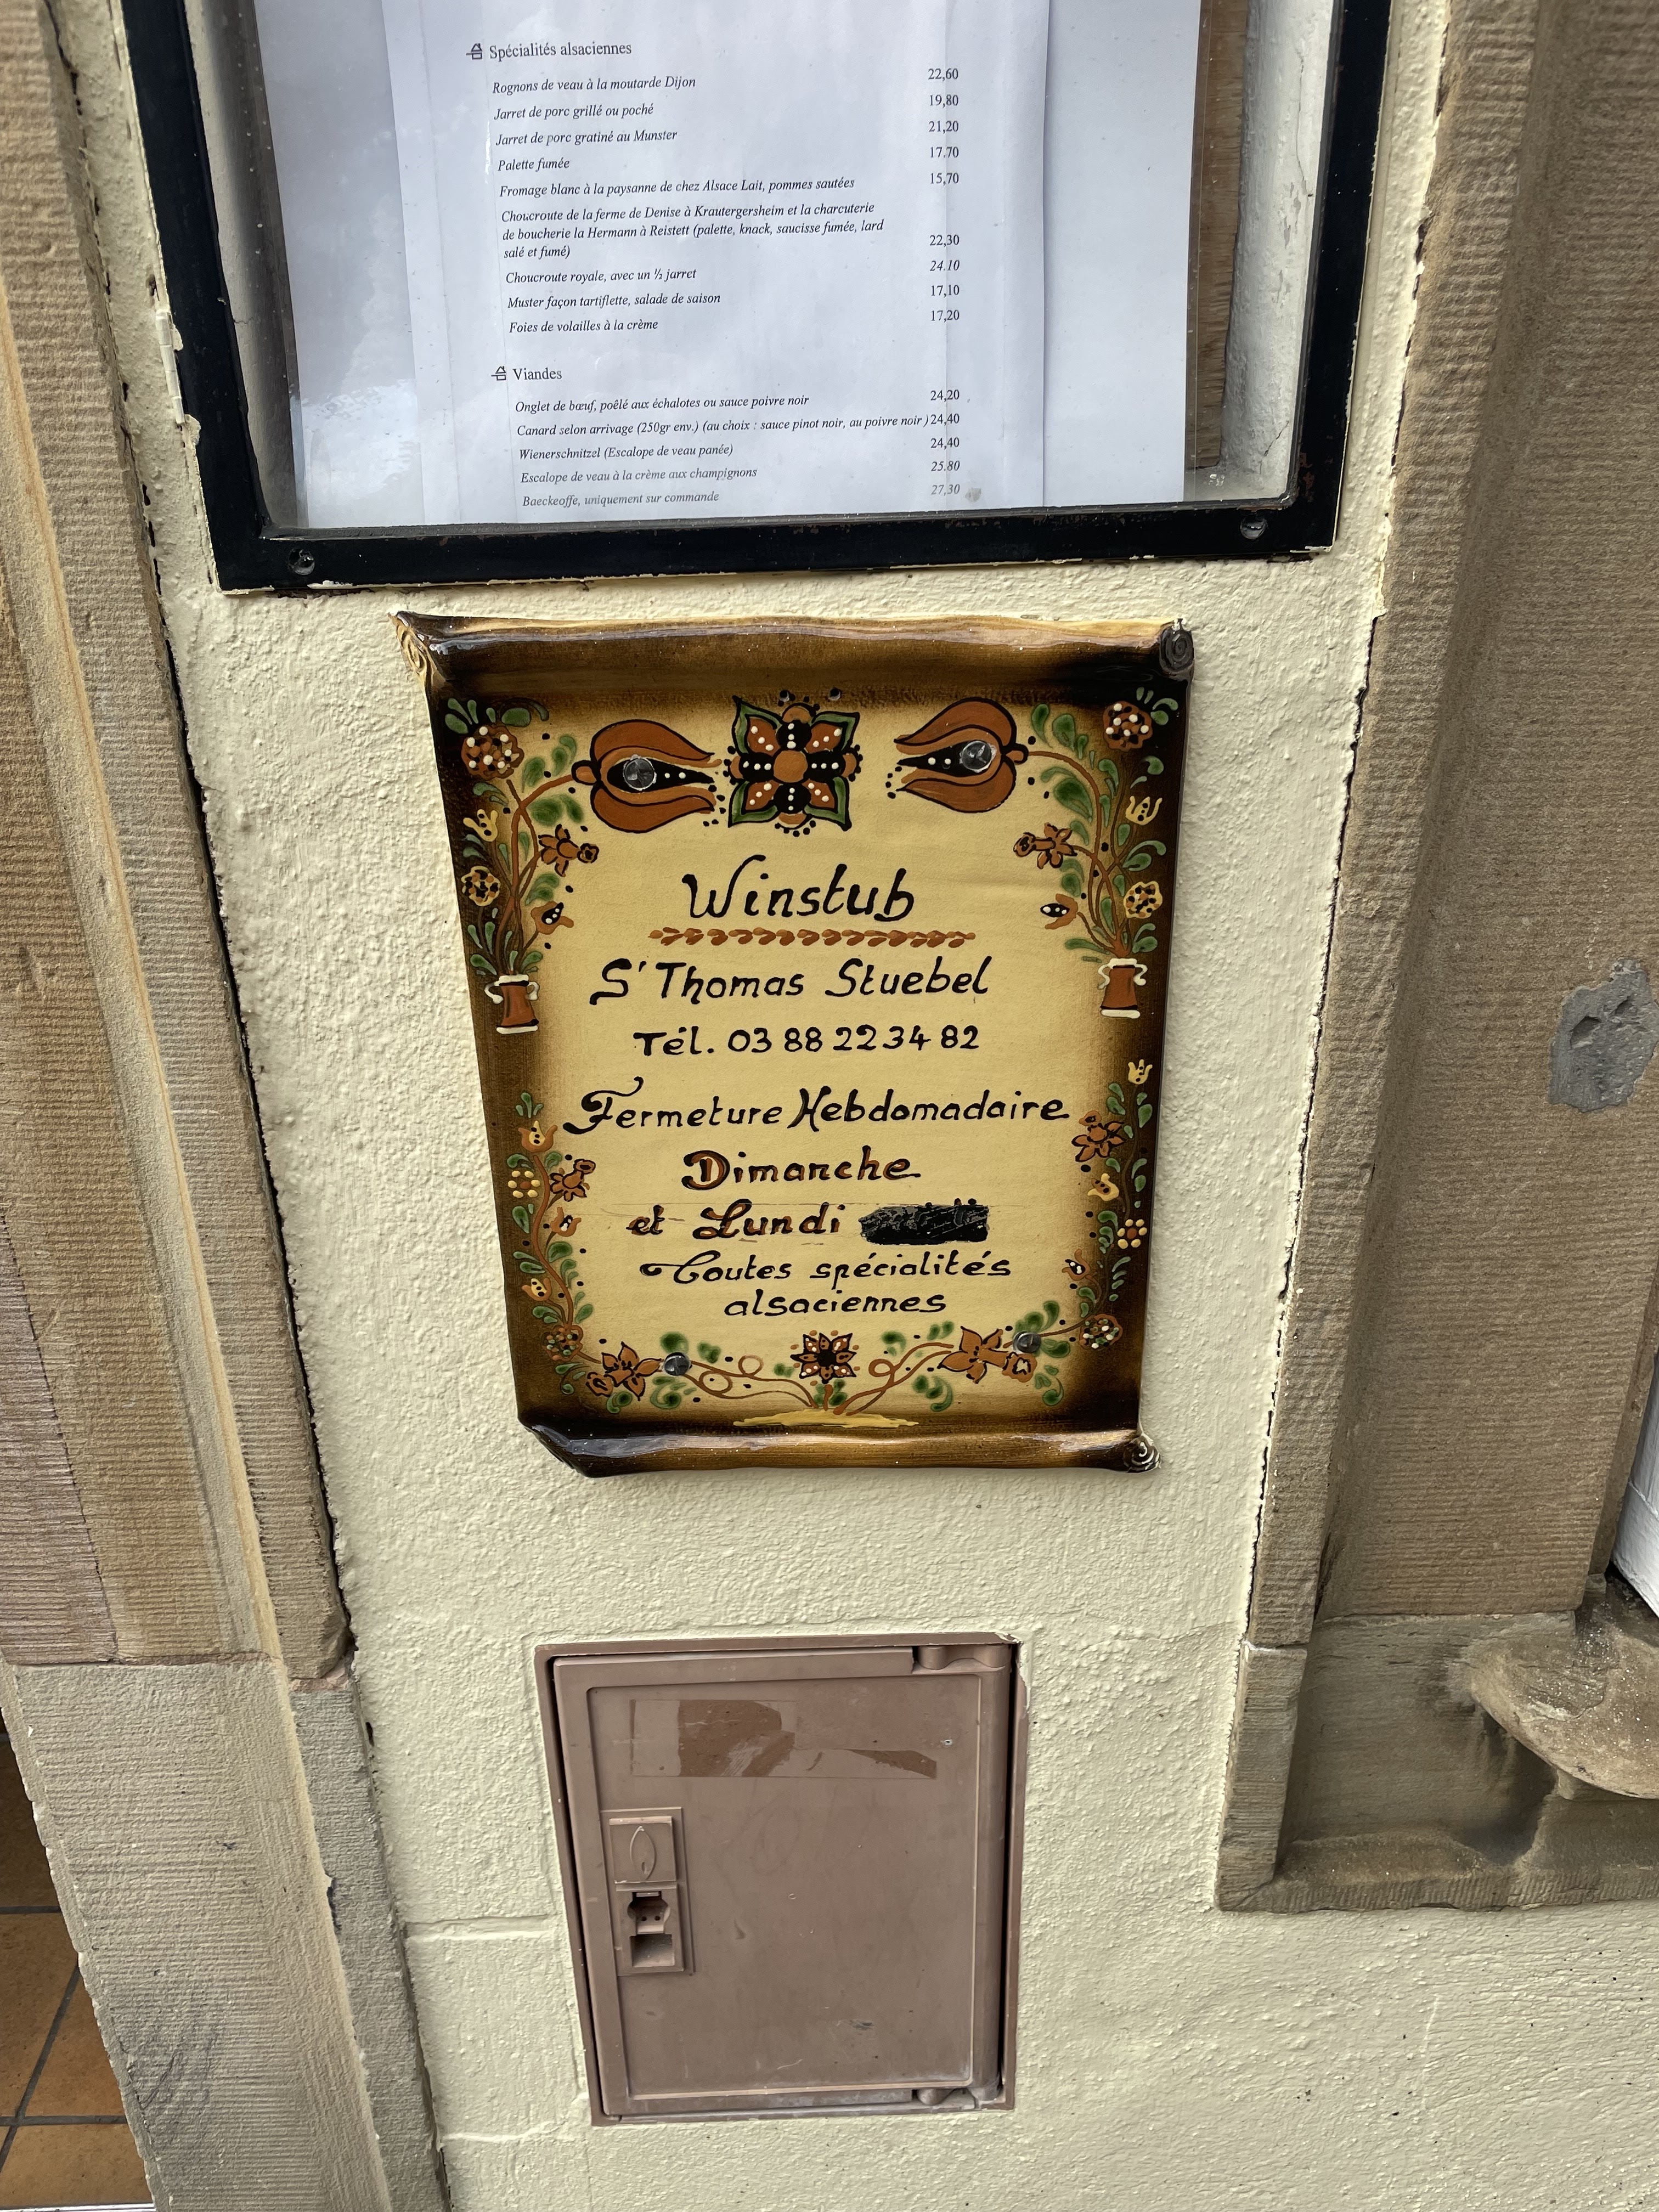 Spécialités alsaciennes
Rognons de veau à la moutarde Dijon 22,60
Jarret de porc grillé ou poché 19,80
Jarret de porc gratiné au Munster 21,20
Palette fumée 17.70
Fromage blanc à la paysanne de chez Alsace Lait, pommes sautées 15,70
Choucroute de la ferme de Denise à Krautergersheim et la charcuterie
de boucherie la Hermann à Reistett (palette, knack, saucisse fumée, lard
salé et fumé) 22,30
Choucroute royale, avec un ½ jarret 24.10
Muster façon tartiflette, salade de saison 17,10
Foies de volailles à la crème 17,20
Viandes
Onglet de bœuf, poêlé aux échalotes ou sauce poivre noir 24,20
Canard selon arrivage (250gr env.) (au choix : sauce pinot noir, au poivre noir ) 24,40
Wienerschnitzel (Escalope de veau panée) 24,40
Escalope de veau à la crème aux champignons 25.80
Baeckeoffe, uniquement sur commande 27,30
Winstub
S' Thomas Stuebel
Tél. 03 88 22 34 82
Fermeture Hebdomadaire
Dimanche
et Lundi
Toutes spécialités
alsaciennes